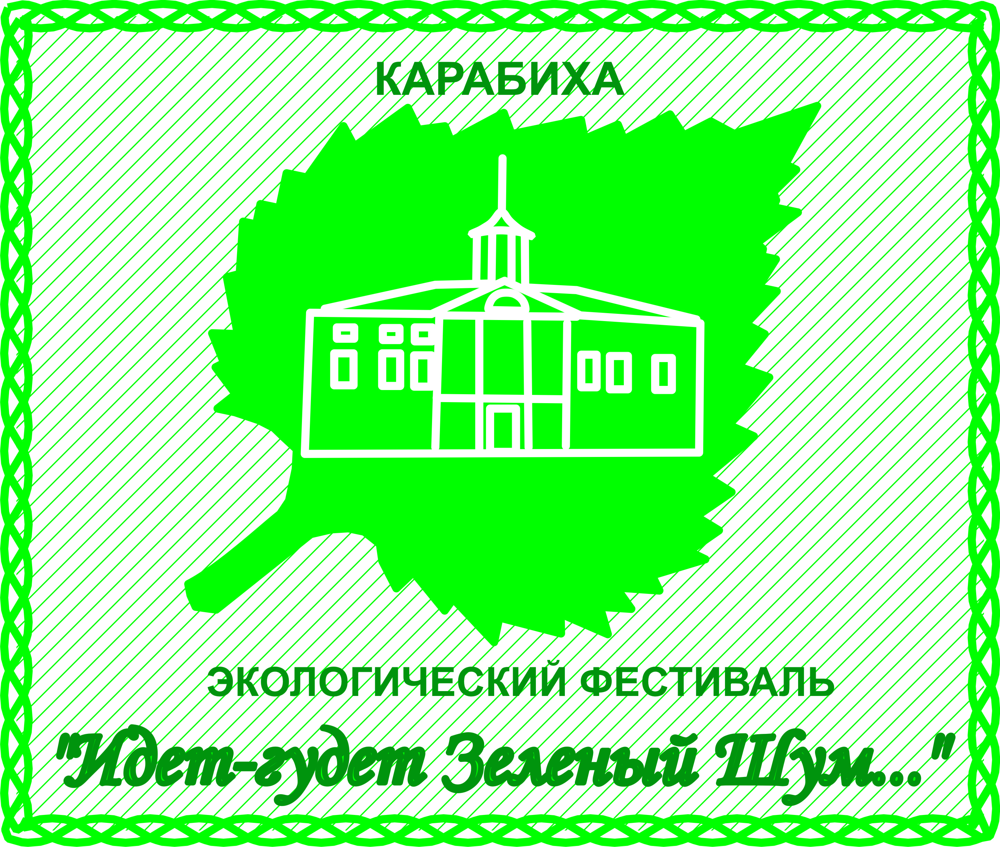 КАРАБИХА
ЭКОЛОГИЧЕСКИЙ ФЕСТИВАЛЬ
"Идет-гудет Зеленый Шум..."